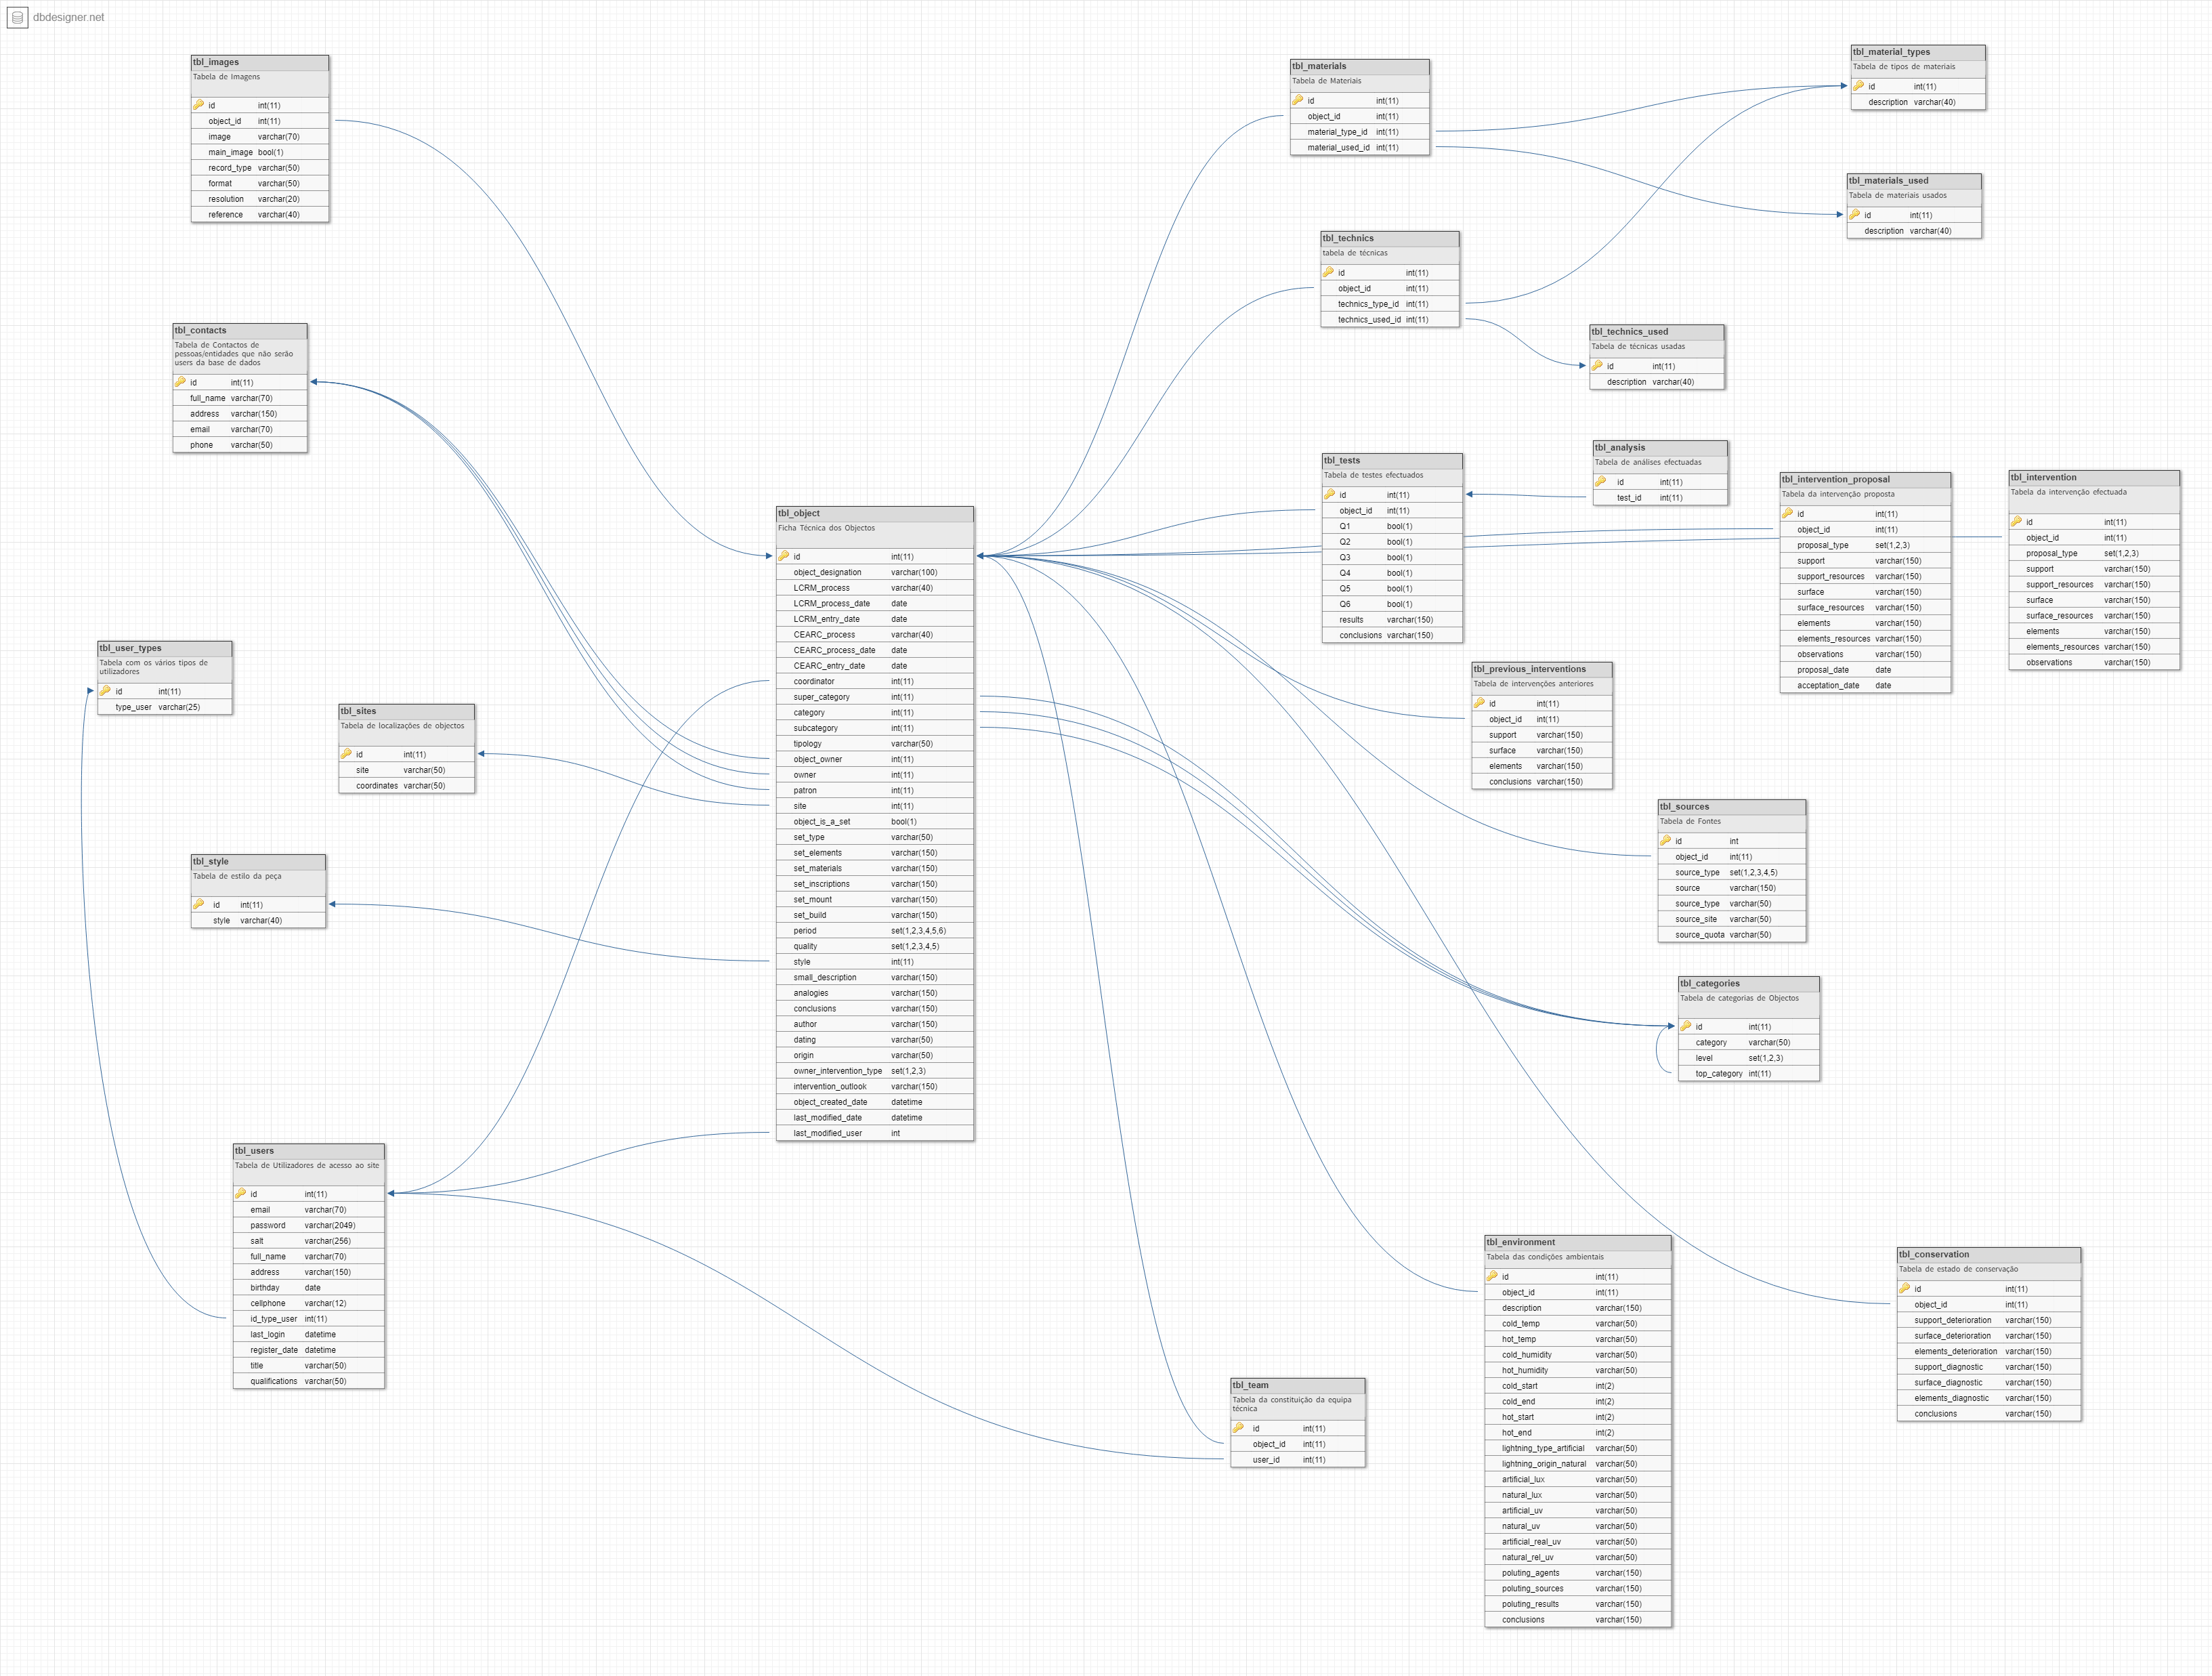 dbdesigner.net
tbl_images
Tabela de Imagens
id int(11)
object_id int(11)
image varchar(70)
main_image bool(1)
record_type varchar(50)
format varchar(50)
resolution varchar(20)
reference varchar(40)
tbl_materials
Tabela de Materiais
id int(11)
object_id int(11)
material_type_id int(11)
material_used_id int(11)
tbl_material_types
Tabela de tipos de materiais
id int(11)
description varchar(40)
tbl_materials_used
Tabela de materiais usados
id int(11)
description varchar(40)
tbl_technics
tabela de técnicas
id int(11)
object_id int(11)
technics_type_id int(11)
technics_used_id int(11)
tbl_technics_used
Tabela de técnicas usadas
id int(11)
description varchar(40)
tbl_contacts
Tabela de Contactos de
pessoas/entidades que não serão
users da base de dados
id int(11)
full_name varchar(70)
address varchar(150)
email varchar(70)
phone varchar(50)
tbl_tests
Tabela de testes efectuados
id int(11)
object_id int(11)
Q1 bool(1)
Q2 bool(1)
Q3 bool(1)
Q4 bool(1)
Q5 bool(1)
Q6 bool(1)
results varchar(150)
conclusions varchar(150)
tbl_analysis
Tabela de análises efectuadas
id int(11)
test_id int(11)
tbl_intervention_proposal
Tabela da intervenção proposta
id int(11)
object_id int(11)
proposal_type set(1,2,3)
support varchar(150)
support_resources varchar(150)
surface varchar(150)
surface_resources varchar(150)
elements varchar(150)
elements_resources varchar(150)
observations varchar(150)
proposal_date date
acceptation_date date
tbl_intervention
Tabela da intervenção efectuada
id int(11)
object_id int(11)
proposal_type set(1,2,3)
support varchar(150)
support_resources varchar(150)
surface varchar(150)
surface_resources varchar(150)
elements varchar(150)
elements_resources varchar(150)
observations varchar(150)
tbl_object
Ficha Técnica dos Objectos
id int(11)
object_designation varchar(100)
LCRM_process varchar(40)
LCRM_process_date date
LCRM_entry_date date
CEARC_process varchar(40)
CEARC_process_date date
CEARC_entry_date date
coordinator int(11)
super_category int(11)
category int(11)
subcategory int(11)
tipology varchar(50)
object_owner int(11)
owner int(11)
patron int(11)
site int(11)
object_is_a_set bool(1)
set_type varchar(50)
set_elements varchar(150)
set_materials varchar(150)
set_inscriptions varchar(150)
set_mount varchar(150)
set_build varchar(150)
period set(1,2,3,4,5,6)
quality set(1,2,3,4,5)
style int(11)
small_description varchar(150)
analogies varchar(150)
conclusions varchar(150)
author varchar(150)
dating varchar(50)
origin varchar(50)
owner_intervention_type set(1,2,3)
intervention_outlook varchar(150)
object_created_date datetime
last_modified_date datetime
last_modified_user int
tbl_user_types
Tabela com os vários tipos de
utilizadores
id int(11)
type_user varchar(25)
tbl_sites
Tabela de localizações de objectos
id int(11)
site varchar(50)
coordinates varchar(50)
tbl_previous_interventions
Tabela de intervenções anteriores
id int(11)
object_id int(11)
support varchar(150)
surface varchar(150)
elements varchar(150)
conclusions varchar(150)
tbl_sources
Tabela de Fontes
id int
object_id int(11)
source_type set(1,2,3,4,5)
source varchar(150)
source_type varchar(50)
source_site varchar(50)
source_quota varchar(50)
tbl_style
Tabela de estilo da peça
id int(11)
style varchar(40)
tbl_categories
Tabela de categorias de Objectos
id int(11)
category varchar(50)
level set(1,2,3)
top_category int(11)
tbl_users
Tabela de Utilizadores de acesso ao site
id int(11)
email varchar(70)
password varchar(2049)
salt varchar(256)
full_name varchar(70)
address varchar(150)
birthday date
cellphone varchar(12)
id_type_user int(11)
last_login datetime
register_date datetime
title varchar(50)
qualifications varchar(50)
tbl_environment
Tabela das condições ambientais
id int(11)
object_id int(11)
description varchar(150)
cold_temp varchar(50)
hot_temp varchar(50)
cold_humidity varchar(50)
hot_humidity varchar(50)
cold_start int(2)
cold_end int(2)
hot_start int(2)
hot_end int(2)
lightning_type_artificial varchar(50)
lightning_origin_natural varchar(50)
artificial_lux varchar(50)
natural_lux varchar(50)
artificial_uv varchar(50)
natural_uv varchar(50)
artificial_real_uv varchar(50)
natural_rel_uv varchar(50)
poluting_agents varchar(150)
poluting_sources varchar(150)
poluting_results varchar(150)
conclusions varchar(150)
tbl_conservation
Tabela de estado de conservação
id int(11)
object_id int(11)
support_deterioration varchar(150)
surface_deterioration varchar(150)
elements_deterioration varchar(150)
support_diagnostic varchar(150)
surface_diagnostic varchar(150)
elements_diagnostic varchar(150)
conclusions varchar(150)
tbl_team
Tabela da constituição da equipa
técnica
id int(11)
object_id int(11)
user_id int(11)